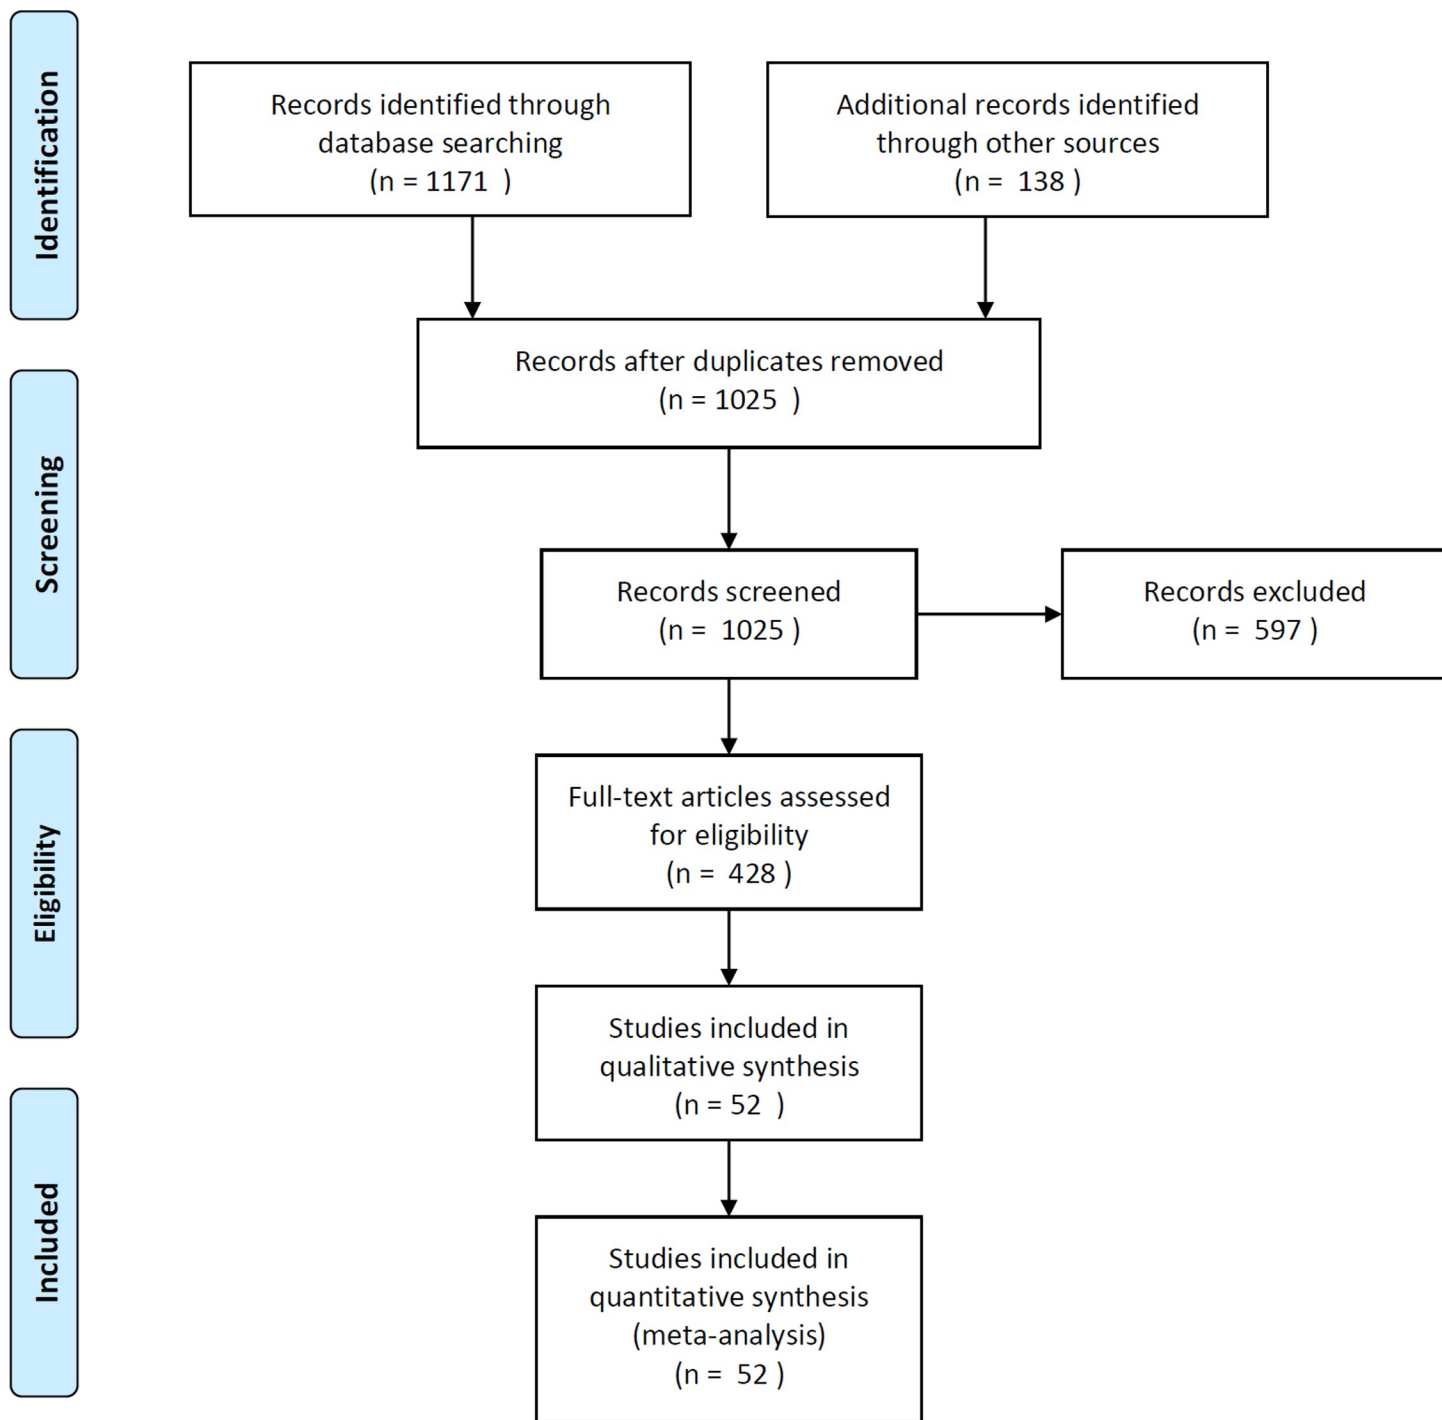 Identification
Records identified through
database searching
(n = 1171  )
Additional records identified
through other sources
(n =  138 )
Records after duplicates removed
(n = 1025  )
Screening
Records screened
(n =  1025 )
Records excluded
(n =  597 )
Eligibility
Full-text articles assessed
for eligibility
(n =  428 )
Studies included in
qualitative synthesis
(n = 52  )
Included
Studies included in
quantitative synthesis
(meta-analysis)
(n =  52 )